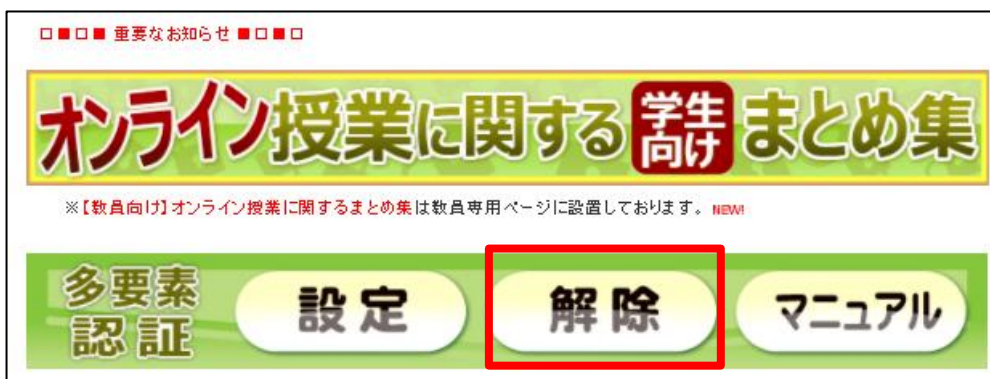 □■□■ 重要なお知らせ ■□■□
オンライン授業に関する学生向けまとめ集
※【教員向け】オンライン授業に関するまとめ集は教員専用ページに設置しております。 NEW!
多要素認証 設定 解除 マニュアル